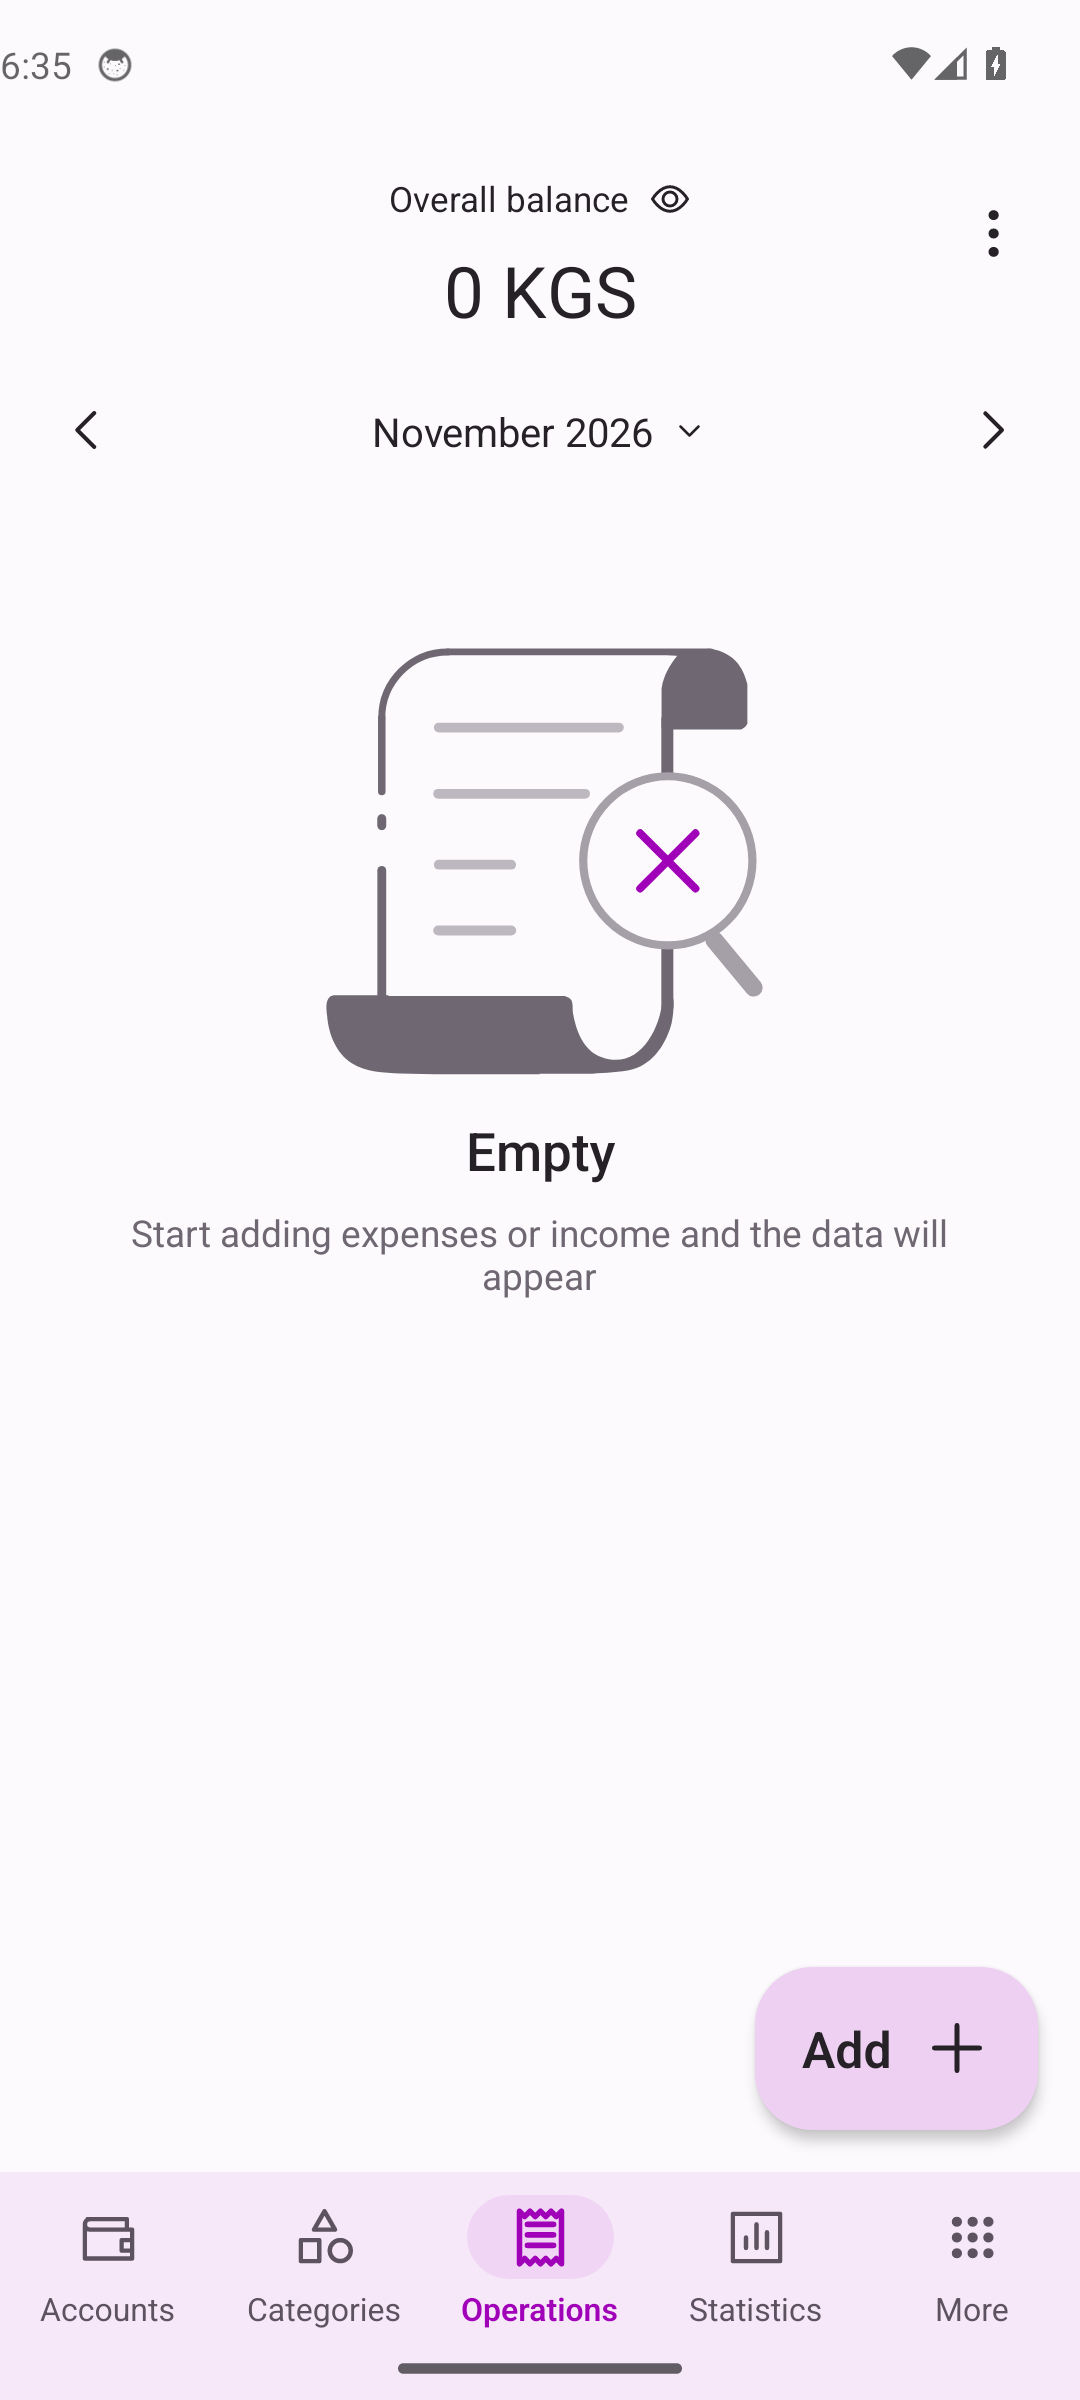 6:35
Overall balance
0 KGS
November 2026
Empty
Start adding expenses or income and the data will
appear
Add
Accounts
Categories
Operations
Statistics
More